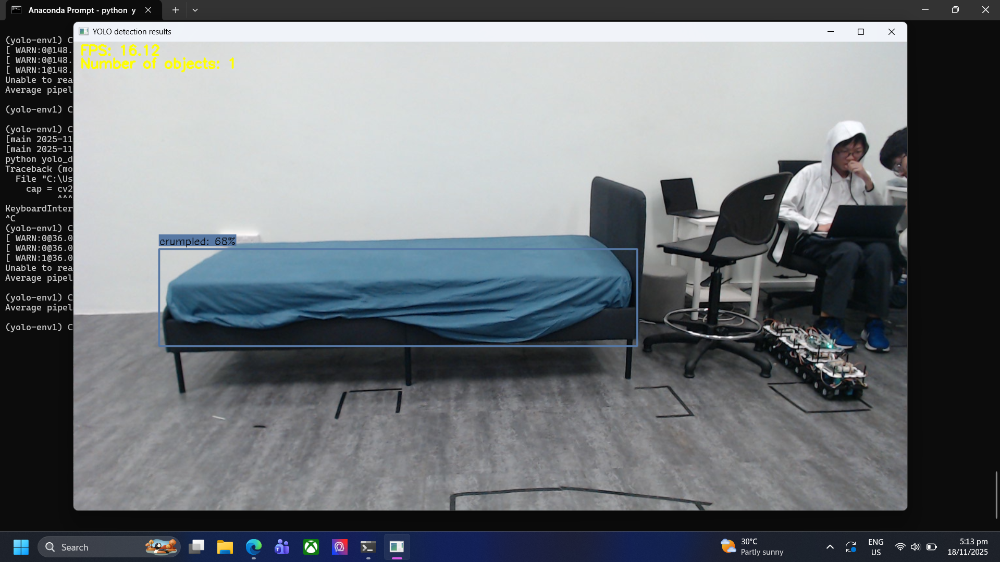 Anaconda Prompt - python y
YOLO detection results
FPS: 16.12
Number of objects: 1
crumpled: 68%
(yolo-env1) C
[ WARN:0@148.
[ WARN:0@148.
[ WARN:1@148.
Unable to rea
Average pipel
(yolo-env1) C
(yolo-env1) C
[main 2025-11
[main 2025-11
python yolo_d
Traceback (mo
File "C:\Us
cap = cv2
^^^
KeyboardInter
^C
(yolo-env1) C
[ WARN:0@36.0
[ WARN:0@36.0
[ WARN:1@36.0
Unable to rea
Average pipel
(yolo-env1) C
Average pipel
(yolo-env1) C
Search
30°C
Partly sunny
ENG
US
5:13 pm
18/11/2025